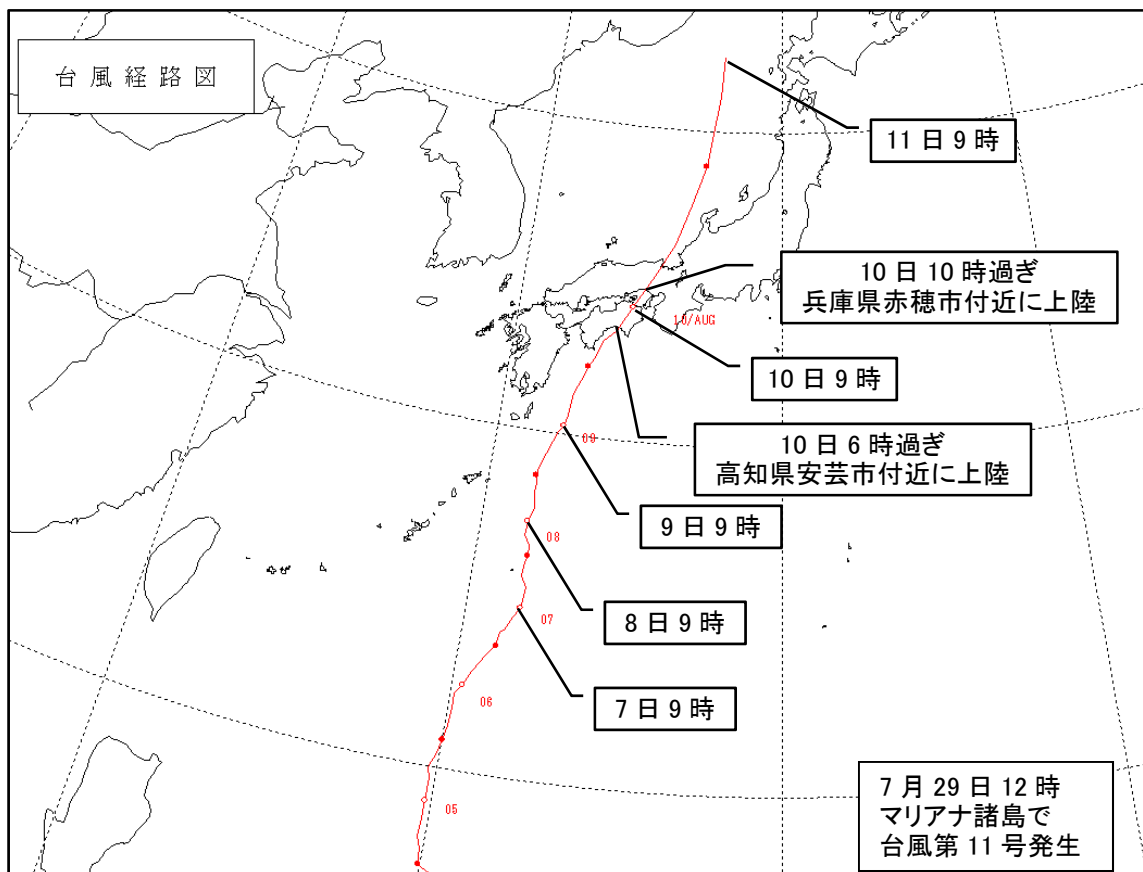 台風経路図
11日9時
10日10時過ぎ
兵庫県赤穂市付近に上陸
10/AUG
10日9時
10日6時過ぎ
高知県安芸市付近に上陸
09
9日9時
08
8日9時
07
7日9時
06
05
7月29日12時
マリアナ諸島で
台風第11号発生